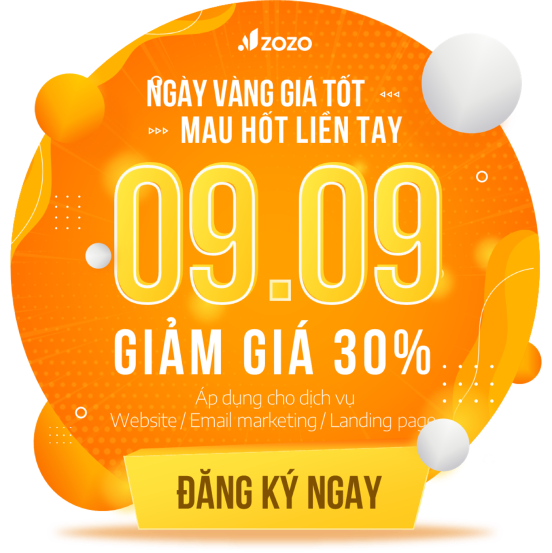 ZOZO
NGÀY VÀNG GIÁ TỐT
MAU HỐT LIỀN TAY
09.09
GIẢM GIÁ 30%
Áp dụng cho dịch vụ
Website / Email marketing / Landing page
ĐĂNG KÝ NGAY